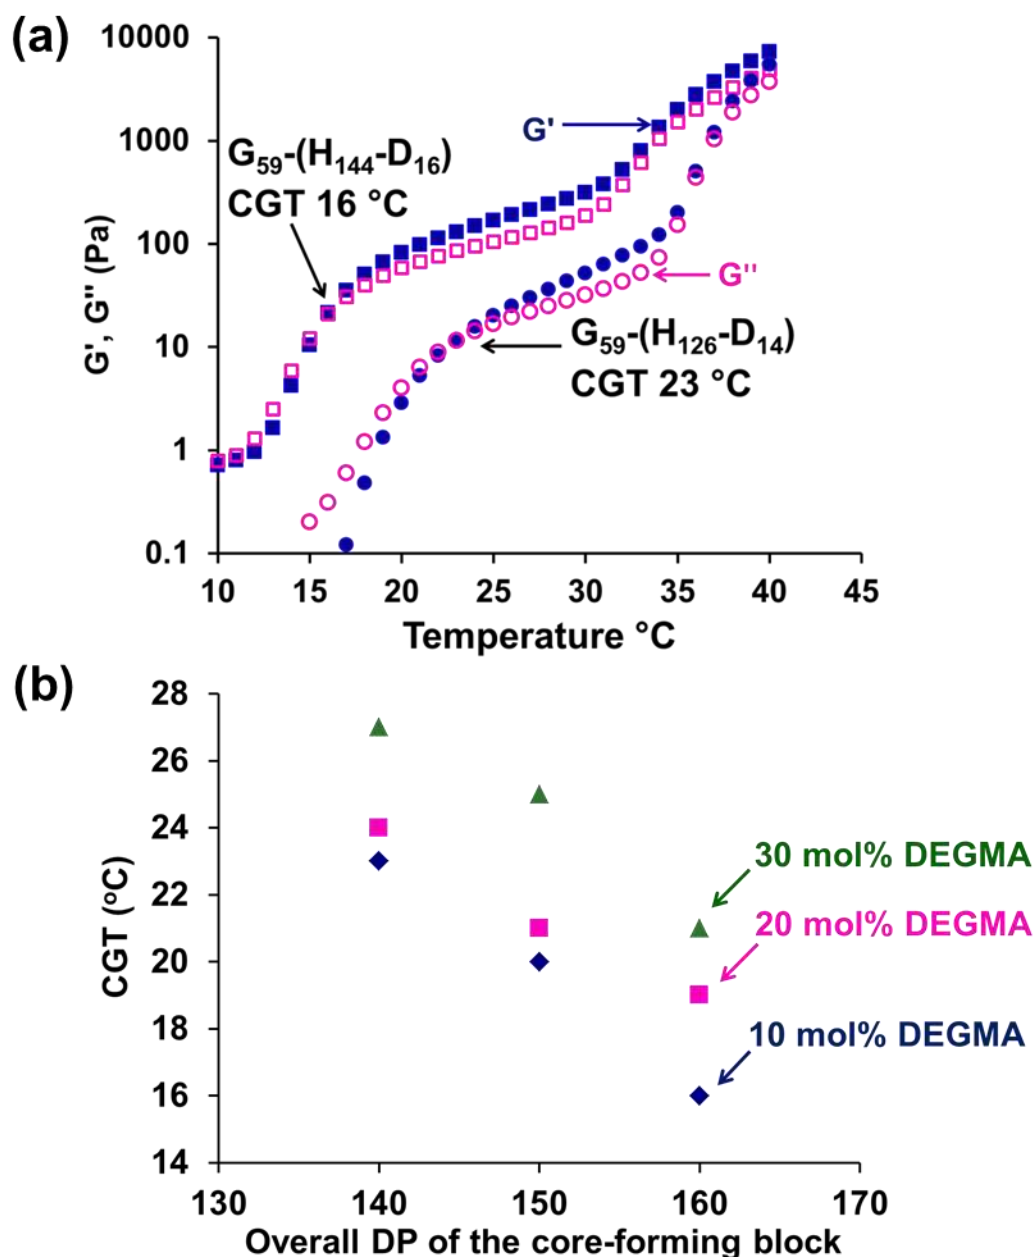 (a)
10000
1000
100
10
1
0.1
G', G" (Pa)
G59-(H144-D16)
CGT 16 °C
G'
G"
G59-(H126-D14)
CGT 23 °C
10 15 20 25 30 35 40 45
Temperature °C
(b)
28
26
24
22
20
18
16
14
CGT (°C)
30 mol% DEGMA
20 mol% DEGMA
10 mol% DEGMA
130 140 150 160 170
Overall DP of the core-forming block